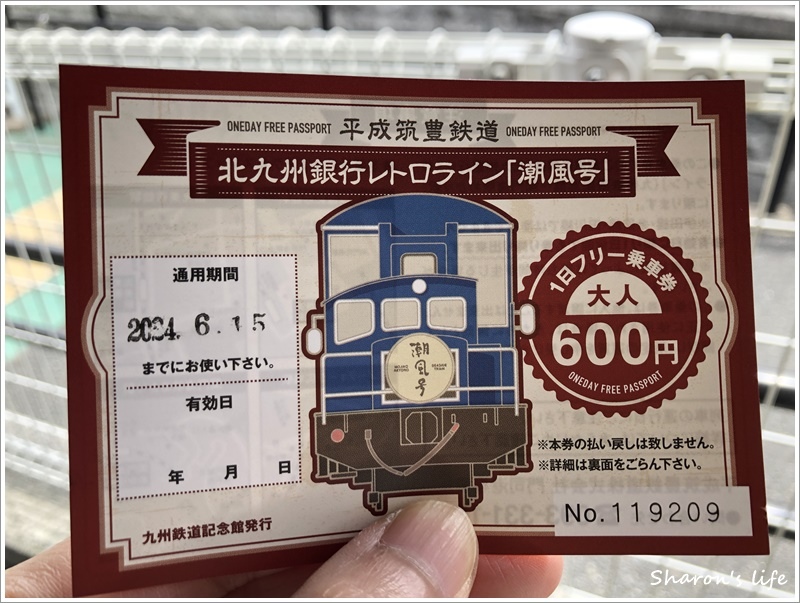 ONEDAY FREE PASSPORT 平成筑豊鉄道 ONEDAY FREE PASSPORT
北九州銀行レトロライン「潮風号」
通用期間
2024. 6.15
までにお使い下さい。
有効日
年 月 日
九州鉄道記念館発行
潮風号
1日フリー乗車券
大人
600円
ONEDAY FREE PASSPORT
※本券の払い戻しは致しません。
※詳細は裏面をごらん下さい。
No.119209
Sharon's life